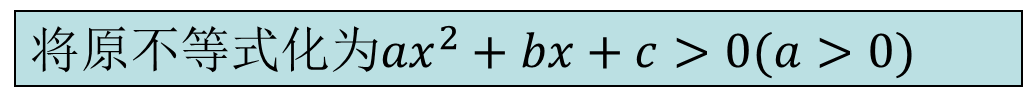 将原不等式化为𝑎𝑥² + 𝑏𝑥 + 𝑐 > 0(𝑎 > 0)